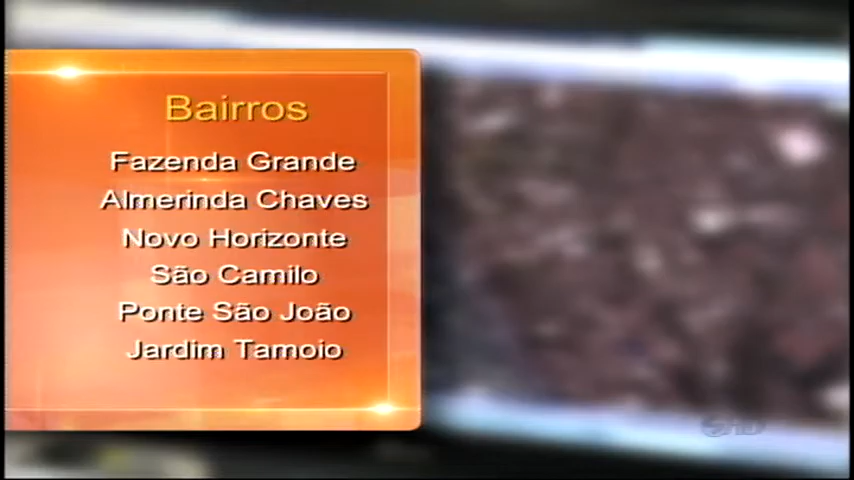 Bairros
Fazenda Grande
Almerinda Chaves
Novo Horizonte
São Camilo
Ponte São João
Jardim Tamoio